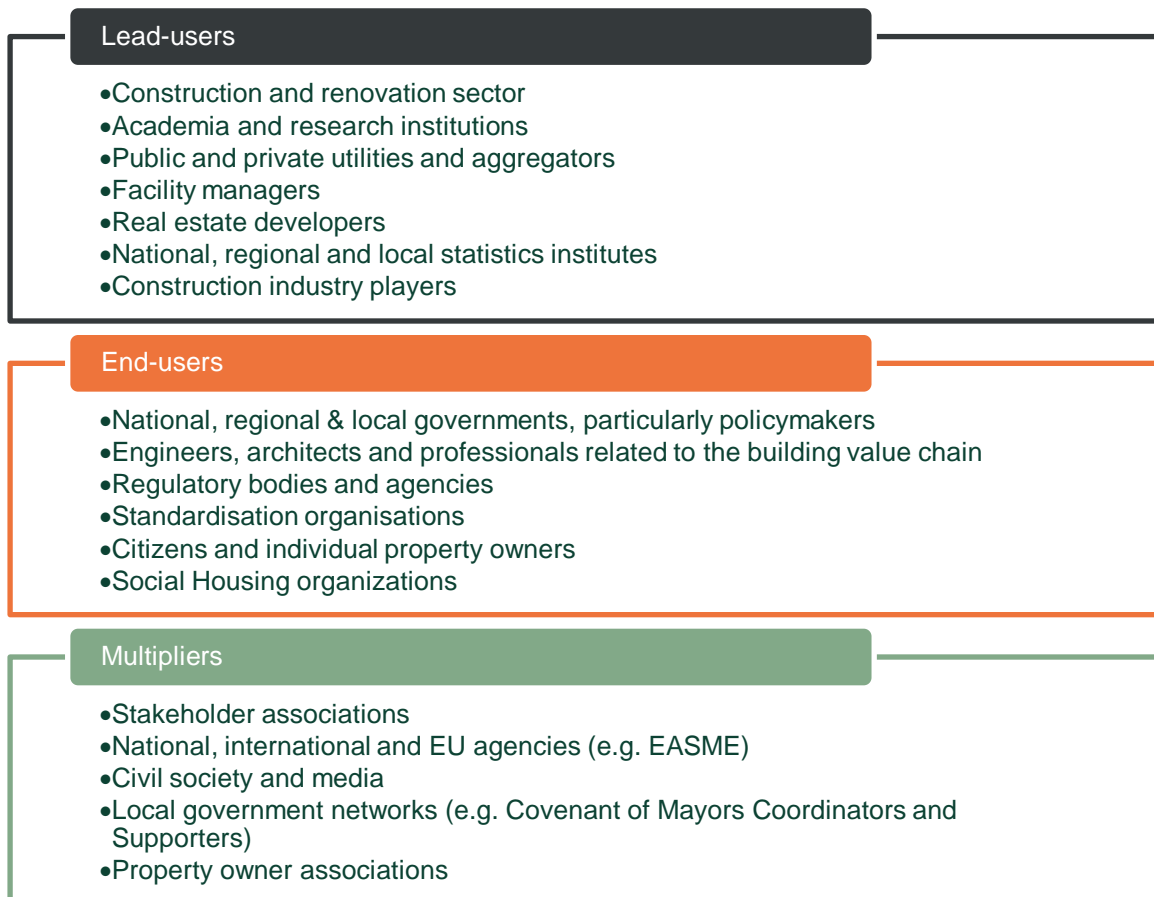 Lead-users
•Construction and renovation sector
•Academia and research institutions
•Public and private utilities and aggregators
•Facility managers
•Real estate developers
•National, regional and local statistics institutes
•Construction industry players
End-users
•National, regional & local governments, particularly policymakers
•Engineers, architects and professionals related to the building value chain
•Regulatory bodies and agencies
•Standardisation organisations
•Citizens and individual property owners
•Social Housing organizations
Multipliers
•Stakeholder associations
•National, international and EU agencies (e.g. EASME)
•Civil society and media
•Local government networks (e.g. Covenant of Mayors Coordinators and
Supporters)
•Property owner associations